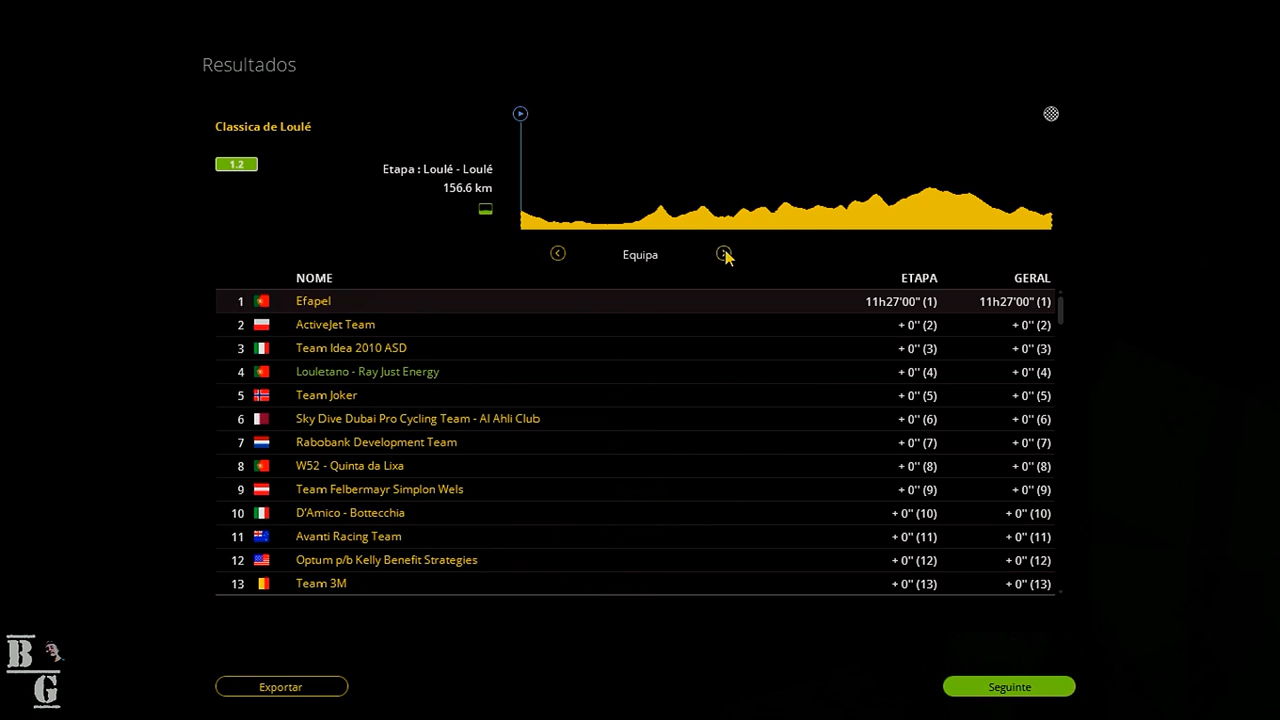 Resultados
Classica de Loulé
1.2
Etapa : Loulé - Loulé
156.6 km
Equipa
NOME ETAPA GERAL
1 Efapel 11h27'00" (1) 11h27'00" (1)
2 ActiveJet Team + 0'' (2) + 0'' (2)
3 Team Idea 2010 ASD + 0'' (3) + 0'' (3)
4 Louletano - Ray Just Energy + 0'' (4) + 0'' (4)
5 Team Joker + 0'' (5) + 0'' (5)
6 Sky Dive Dubai Pro Cycling Team - Al Ahli Club + 0'' (6) + 0'' (6)
7 Rabobank Development Team + 0'' (7) + 0'' (7)
8 W52 - Quinta da Lixa + 0'' (8) + 0'' (8)
9 Team Felbermayr Simplon Wels + 0'' (9) + 0'' (9)
10 D'Amico - Bottecchia + 0'' (10) + 0'' (10)
11 Avanti Racing Team + 0'' (11) + 0'' (11)
12 Optum p/b Kelly Benefit Strategies + 0'' (12) + 0'' (12)
13 Team 3M + 0'' (13) + 0'' (13)
B
G
Exportar
Seguinte